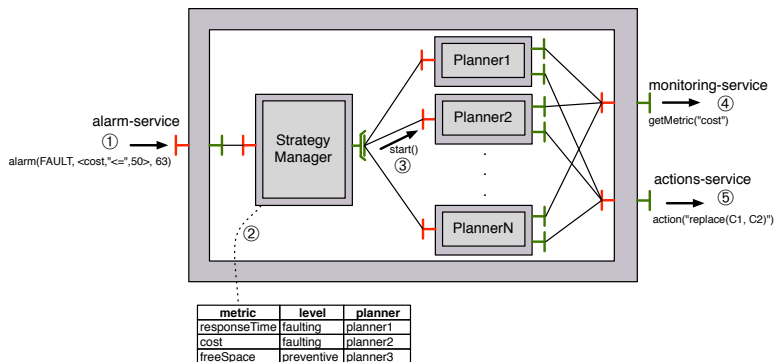 alarm-service
①
alarm(FAULT, <cost,"<=",50>, 63)
Strategy
Manager
②
start()
③
Planner1
Planner2
. . . .
PlannerN
monitoring-service
④
getMetric("cost")
actions-service
⑤
action("replace(C1, C2)")
metric level planner
responseTime faulting planner1
cost faulting planner2
freeSpace preventive planner3